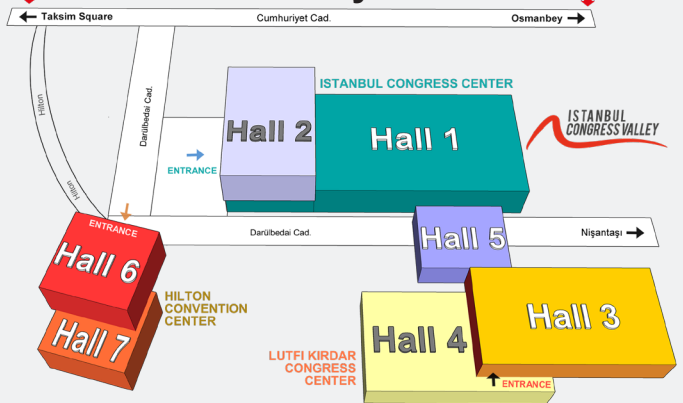 Taksim Square
Cumhuriyet Cad.
Osmanbey
Hilton
Darülbedai Cad.
ISTANBUL CONGRESS CENTER
Hall 2
Hall 1
ISTANBUL
CONGRESS VALLEY
ENTRANCE
Hilton
ENTRANCE
Darülbedai Cad.
Hall 5
Nişantaşı
Hall 6
HILTON
CONVENTION
CENTER
Hall 7
Hall 4
Hall 3
LUTFI KIRDAR
CONGRESS
CENTER
ENTRANCE